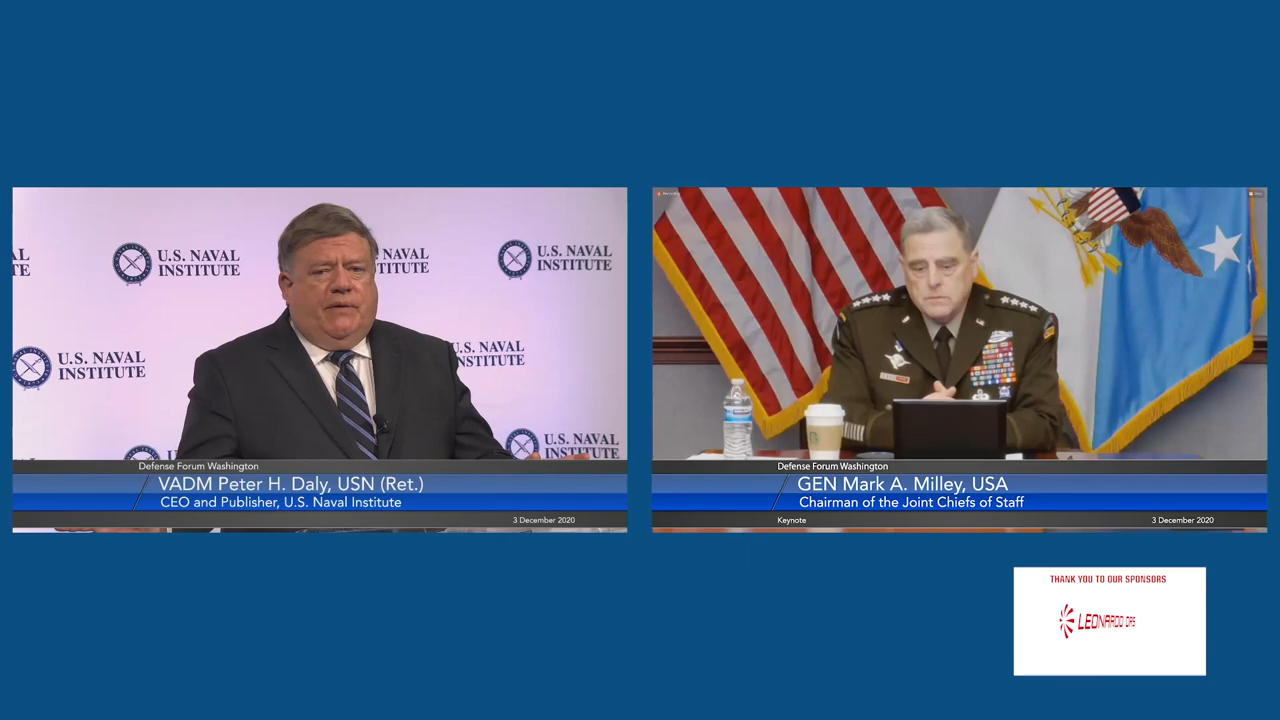 U.S. NAVAL
INSTITUTE
TITUTE
U.S. NAVAL
INSTITUTE
U.S. NAVAL
INSTITUTE
U.S. NAVAL
INSTITUTE
U.S. NAVAL
INSTITUTE
Defense Forum Washington
VADM Peter H. Daly, USN (Ret.)
CEO and Publisher, U.S. Naval Institute
3 December 2020
Defense Forum Washington
GEN Mark A. Milley, USA
Chairman of the Joint Chiefs of Staff
Keynote
3 December 2020
THANK YOU TO OUR SPONSORS
LEONARDO DRS